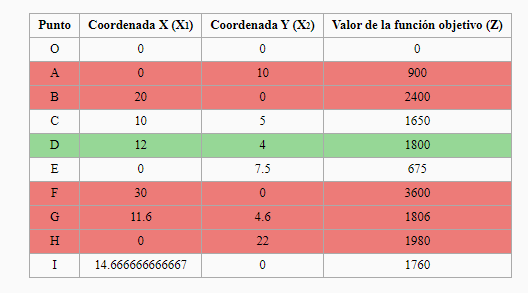 Punto Coordenada X (X1) Coordenada Y (X2) Valor de la función objetivo (Z)
O 0 0 0
A 0 10 900
B 20 0 2400
C 10 5 1650
D 12 4 1800
E 0 7.5 675
F 30 0 3600
G 11.6 4.6 1806
H 0 22 1980
I 14.666666666667 0 1760